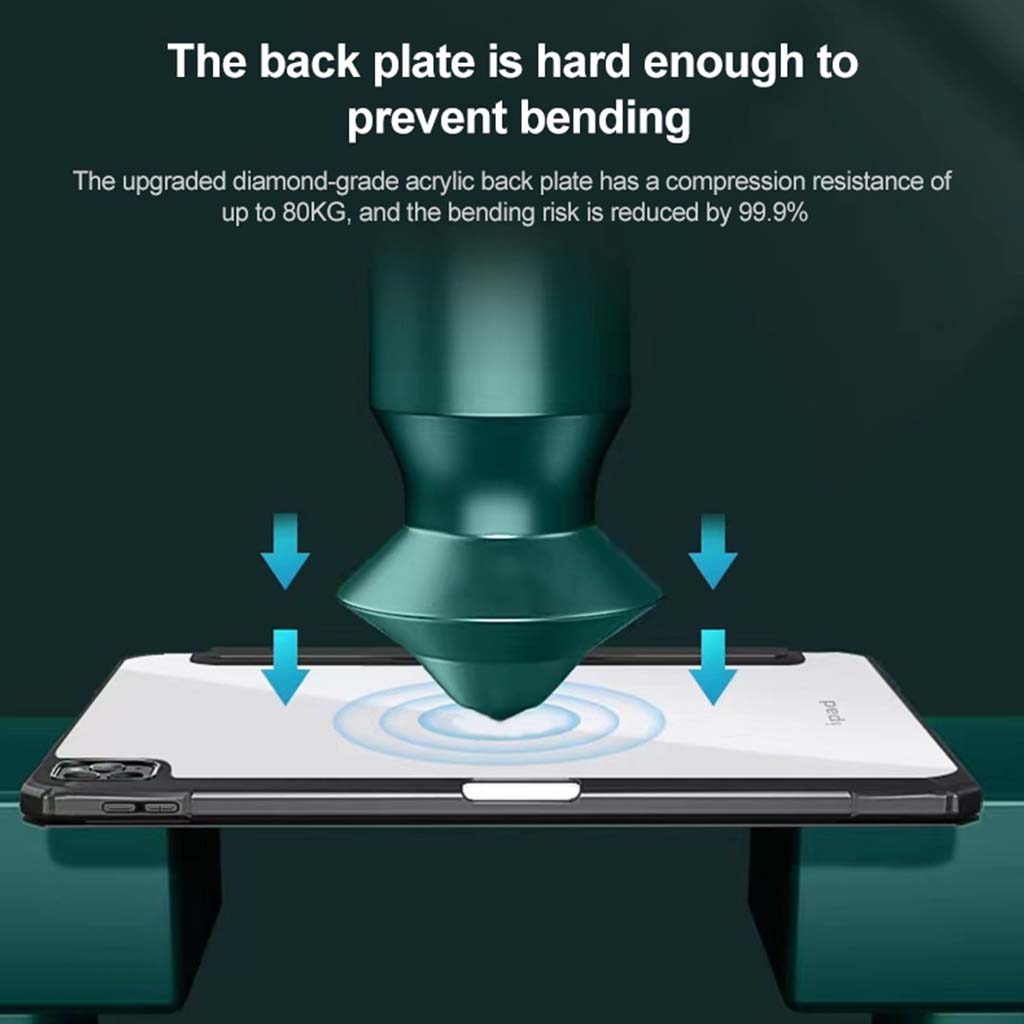 The back plate is hard enough to
prevent bending
The upgraded diamond-grade acrylic back plate has a compression resistance of
up to 80KG, and the bending risk is reduced by 99.9%
ipad